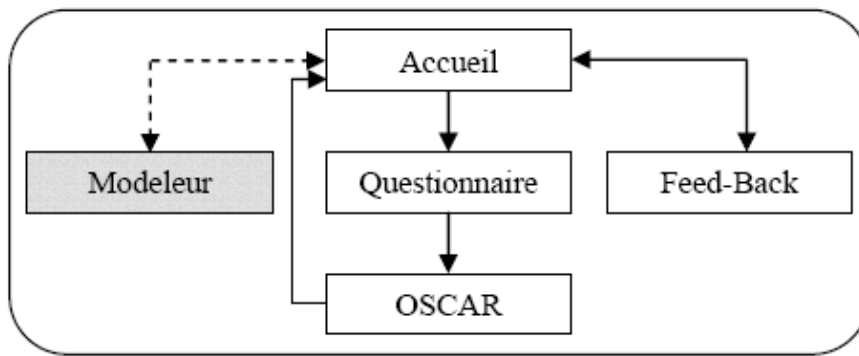 Accueil
Modeleur
Questionnaire
Feed-Back
OSCAR